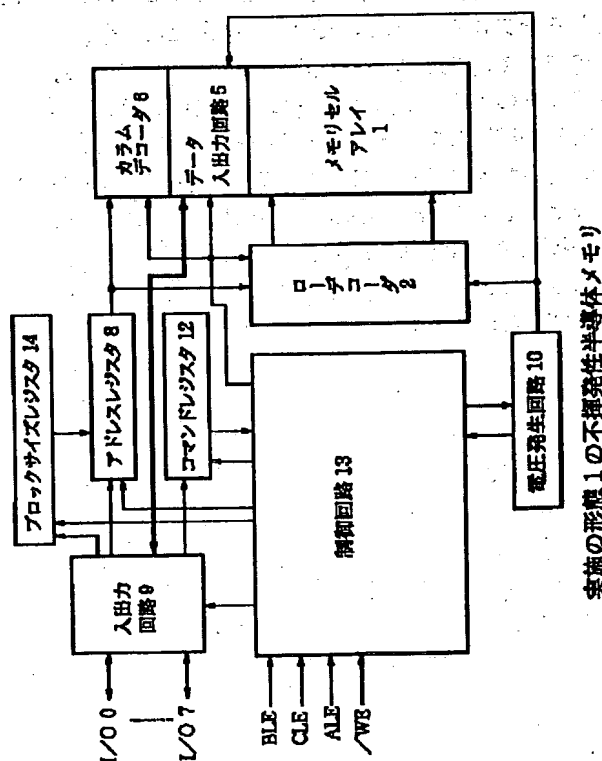 ブロックサイズレジスタ 14
カラム
デコーダ 6
データ
入出力回路 5
メモリセル
アレイ
1
アドレスレジスタ 8
コマンドレジスタ 12
ローデコーダ
2
入出力
回路 9
制御回路 13
電圧発生回路 10
I/O 0
I/O 7
BLE
CLE
ALE
/WE
実施の形態1の不揮発性半導体メモリ